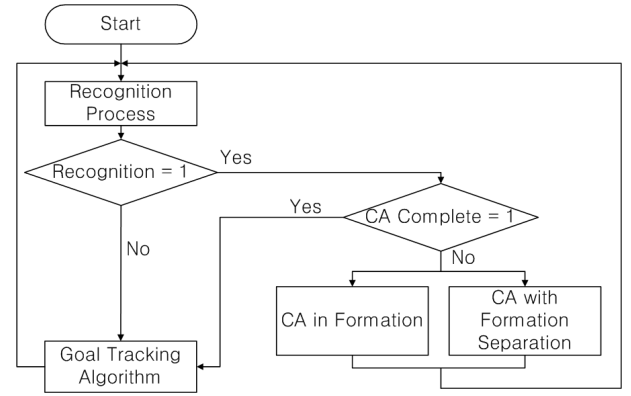 Start
Recognition
Process
Recognition = 1
Yes
No
CA Complete = 1
Yes
No
CA in Formation
CA with
Formation
Separation
Goal Tracking
Algorithm